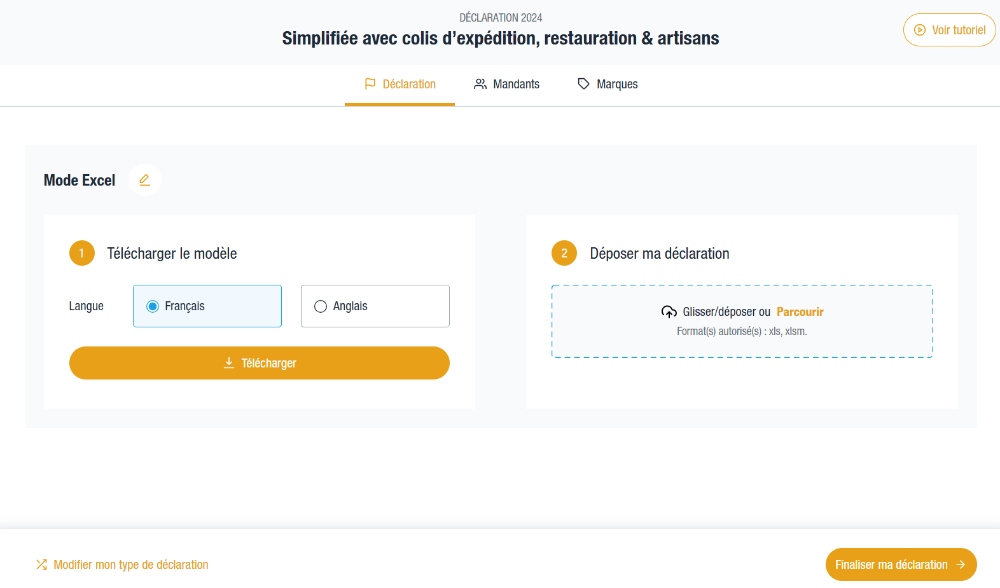 DÉCLARATION 2024
Simplifiée avec colis d’expédition, restauration & artisans
Voir tutoriel
Déclaration
Mandants
Marques
Mode Excel
1
Télécharger le modèle
Langue
Français
Anglais
Télécharger
2
Déposer ma déclaration
Glisser/déposer ou Parcourir
Format(s) autorisé(s) : xls, xlsm.
Modifier mon type de déclaration
Finaliser ma déclaration